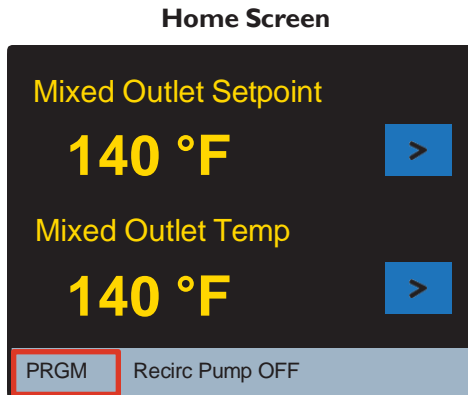 Home Screen
Mixed Outlet Setpoint
140 °F
>
Mixed Outlet Temp
140 °F
>
PRGM Recirc Pump OFF